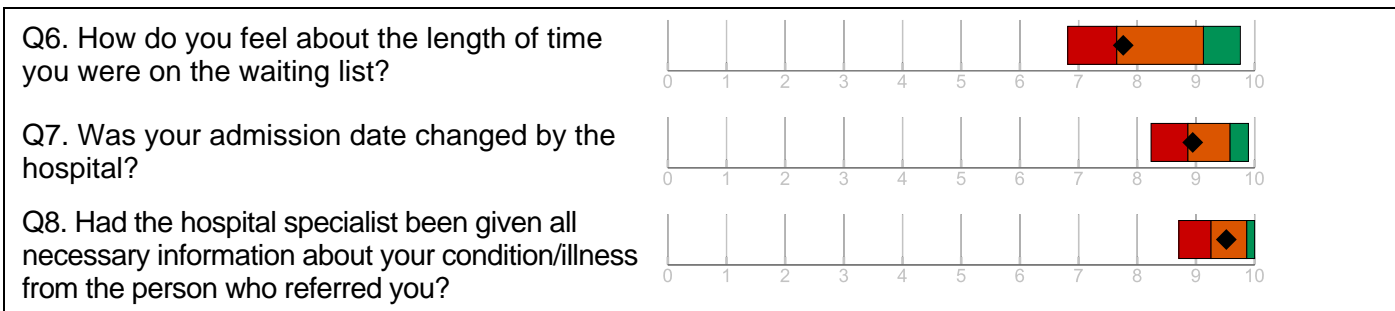 Q6. How do you feel about the length of time
you were on the waiting list?
0 1 2 3 4 5 6 7 8 9 10
Q7. Was your admission date changed by the
hospital?
0 1 2 3 4 5 6 7 8 9 10
Q8. Had the hospital specialist been given all
necessary information about your condition/illness
from the person who referred you?
0 1 2 3 4 5 6 7 8 9 10